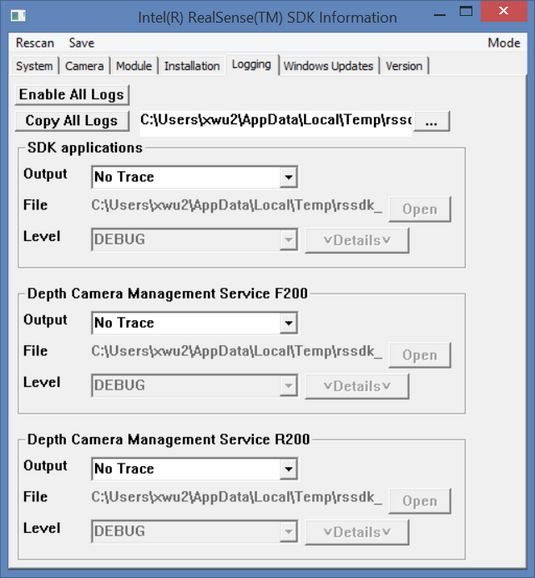 Intel(R) RealSense(TM) SDK Information
Rescan Save Mode
System Camera Module Installation Logging Windows Updates Version
Enable All Logs
Copy All Logs C:\Users\xwu2\AppData\Local\Temp\rssd ...
SDK applications
Output No Trace
File C:\Users\xwu2\AppData\Local\Temp\rssdk_ Open
Level DEBUG v Details v
Depth Camera Management Service F200
Output No Trace
File C:\Users\xwu2\AppData\Local\Temp\rssdk_ Open
Level DEBUG v Details v
Depth Camera Management Service R200
Output No Trace
File C:\Users\xwu2\AppData\Local\Temp\rssdk_ Open
Level DEBUG v Details v